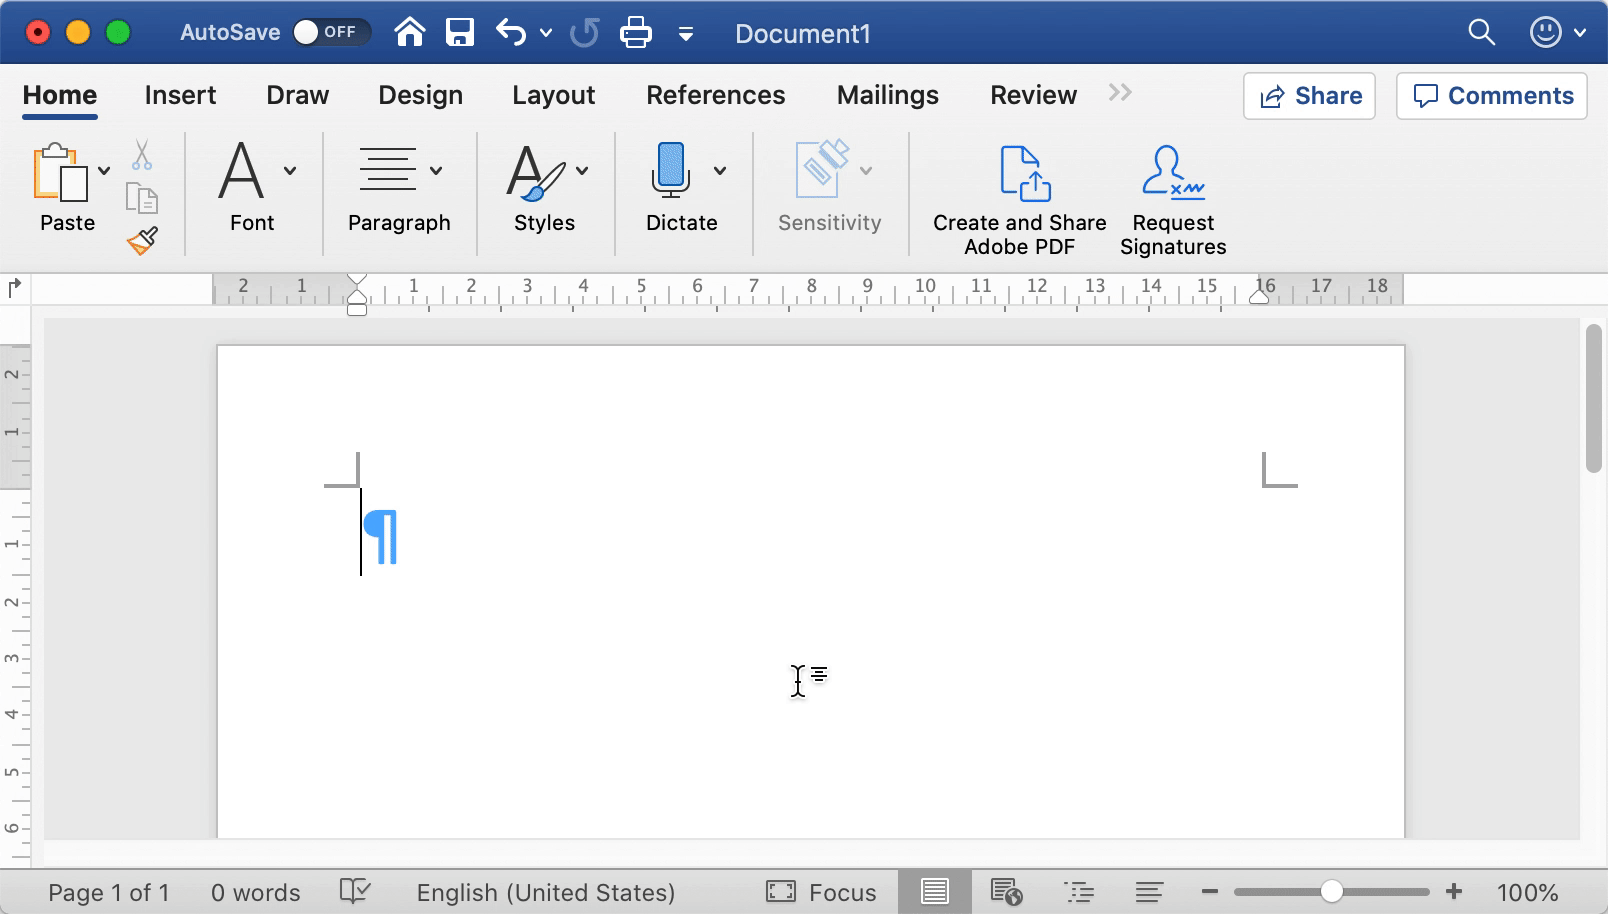 AutoSave OFF Document1
Home Insert Draw Design Layout References Mailings Review Share Comments
Paste Font Paragraph Styles Dictate Sensitivity Create and Share Adobe PDF Request Signatures
2 1 1 2 3 4 5 6 7 8 9 10 11 12 13 14 15 16 17 18
2
1
¶
1
2
3
4
5
6
Page 1 of 1 0 words English (United States) Focus 100%